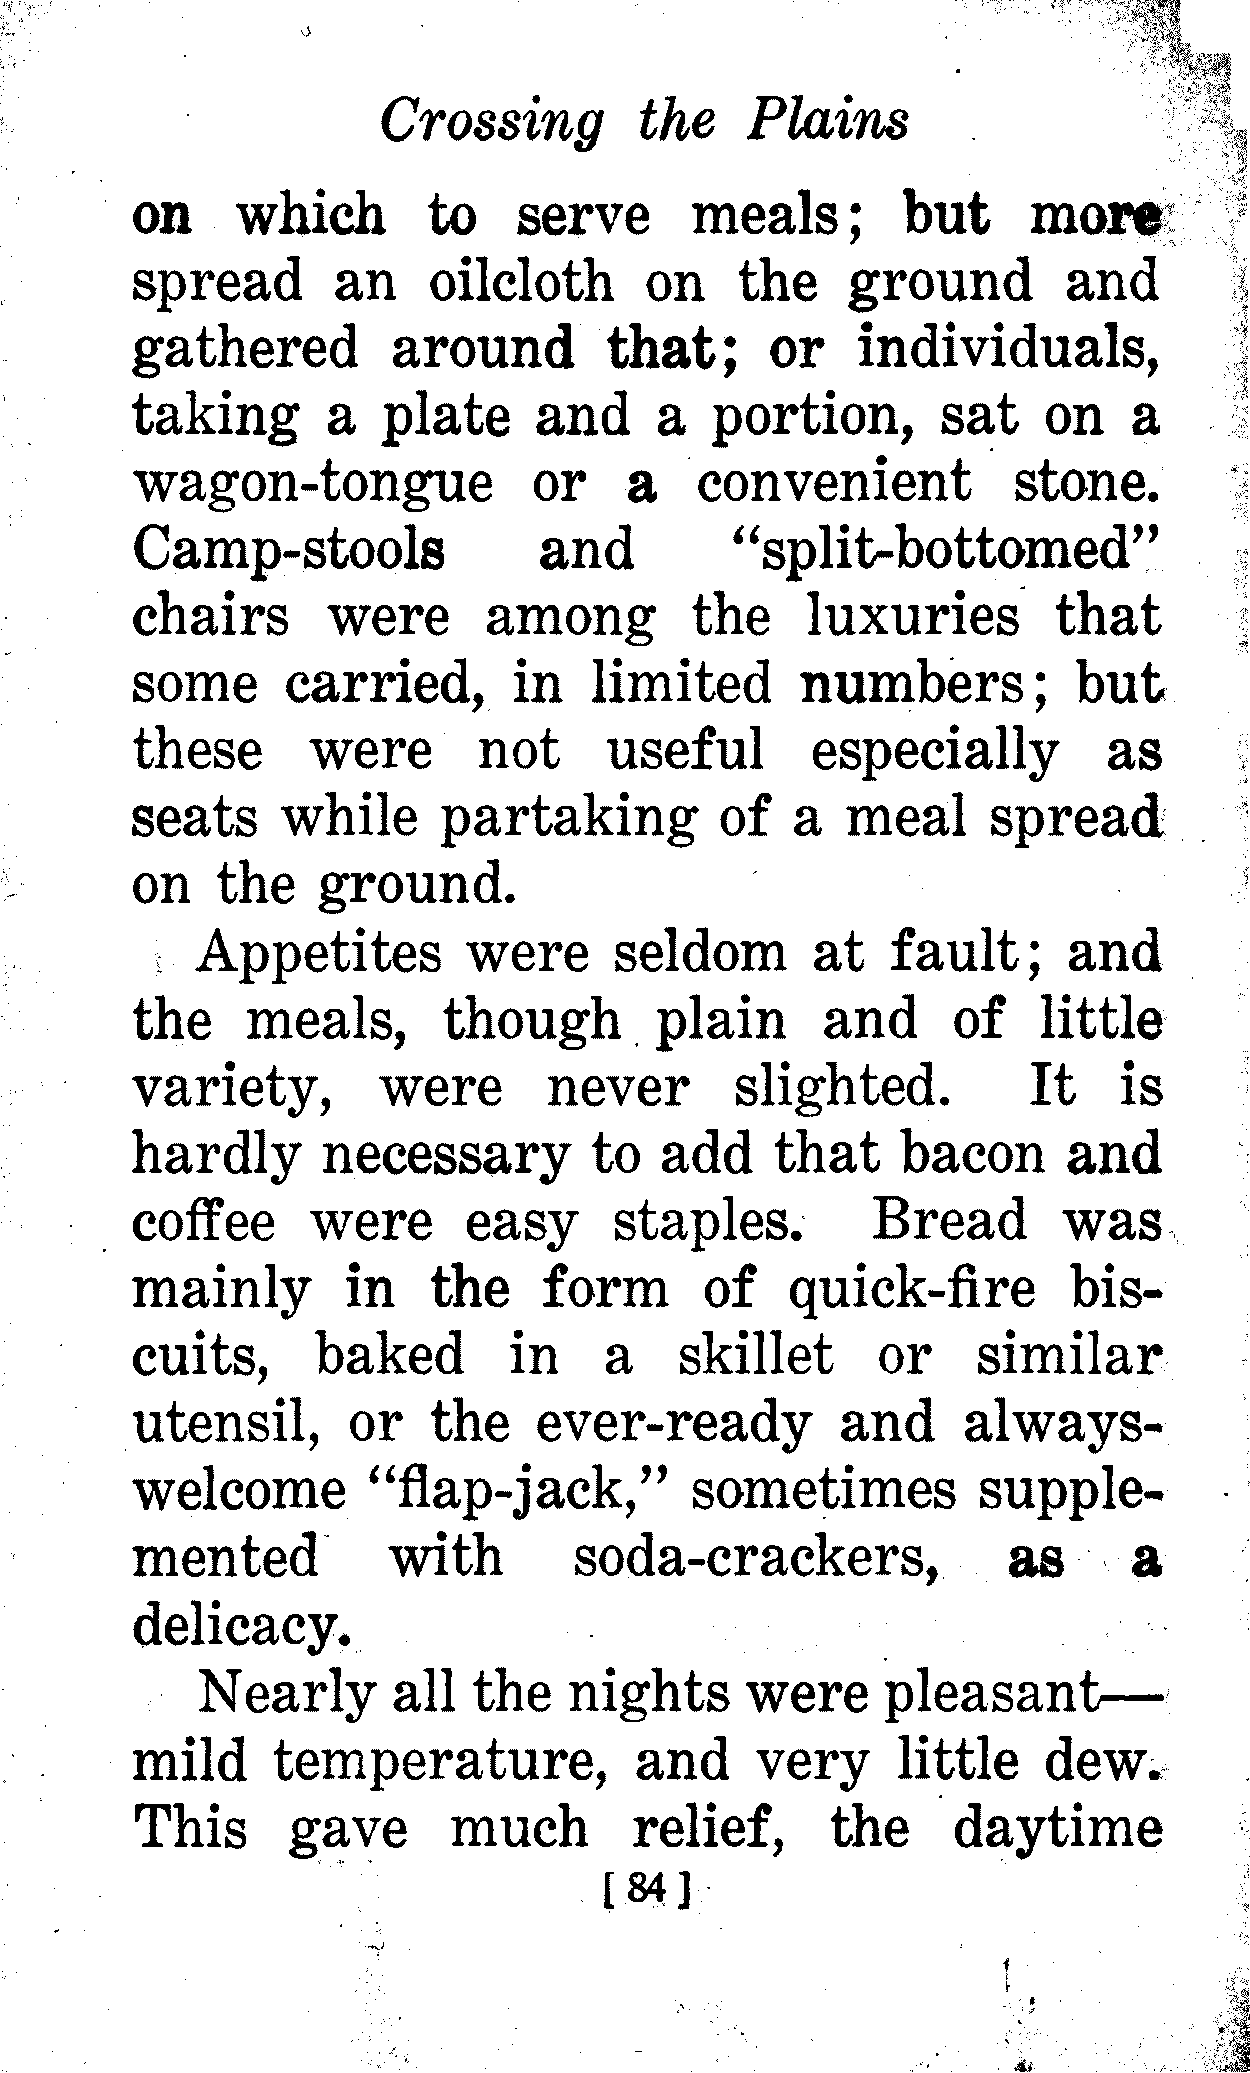 Crossing the Plains
on which to serve meals; but more
spread an oilcloth on the ground and
gathered around that; or individuals,
taking a plate and a portion, sat on a
wagon-tongue or a convenient stone.
Camp-stools and “split-bottomed”
chairs were among the luxuries that
some carried, in limited numbers; but
these were not useful especially as
seats while partaking of a meal spread
on the ground.
Appetites were seldom at fault; and
the meals, though plain and of little
variety, were never slighted. It is
hardly necessary to add that bacon and
coffee were easy staples. Bread was
mainly in the form of quick-fire bis-
cuits, baked in a skillet or similar
utensil, or the ever-ready and always-
welcome “flap-jack,” sometimes supple-
mented with soda-crackers, as a
delicacy.
Nearly all the nights were pleasant—
mild temperature, and very little dew.
This gave much relief, the daytime
[ 84 ]